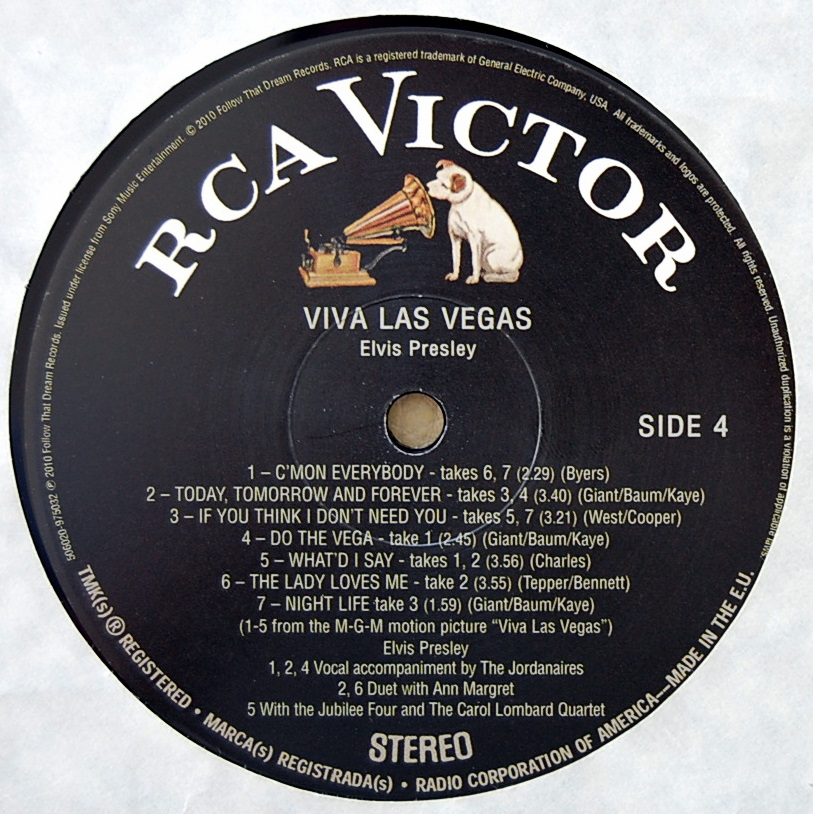 RCA VICTOR
VIVA LAS VEGAS
Elvis Presley
SIDE 4
1 – C'MON EVERYBODY - takes 6, 7 (2.29) (Byers)
2 – TODAY, TOMORROW AND FOREVER - takes 3, 4 (3.40) (Giant/Baum/Kaye)
3 – IF YOU THINK I DON'T NEED YOU - takes 5, 7 (3.21) (West/Cooper)
4 – DO THE VEGA - take 1 (2.45) (Giant/Baum/Kaye)
5 – WHAT'D I SAY - takes 1, 2 (3.56) (Charles)
6 – THE LADY LOVES ME - take 2 (3.55) (Tepper/Bennett)
7 – NIGHT LIFE take 3 (1.59) (Giant/Baum/Kaye)
(1-5 from the M-G-M motion picture “Viva Las Vegas”)
Elvis Presley
1, 2, 4 Vocal accompaniment by The Jordanaires
2, 6 Duet with Ann Margret
5 With the Jubilee Four and The Carol Lombard Quartet
STEREO
506020-975032 ℗ 2010 Follow That Dream Records. Issued under license from Sony Music Entertainment. © 2010 Follow That Dream Records. RCA is a registered trademark of General Electric Company, USA. All trademarks and logos are protected. All rights reserved. Unauthorized duplication is a violation of applicable laws.
TMK(s) ® REGISTERED • MARCA(s) REGISTRADA(s) • RADIO CORPORATION OF AMERICA—MADE IN THE E.U.